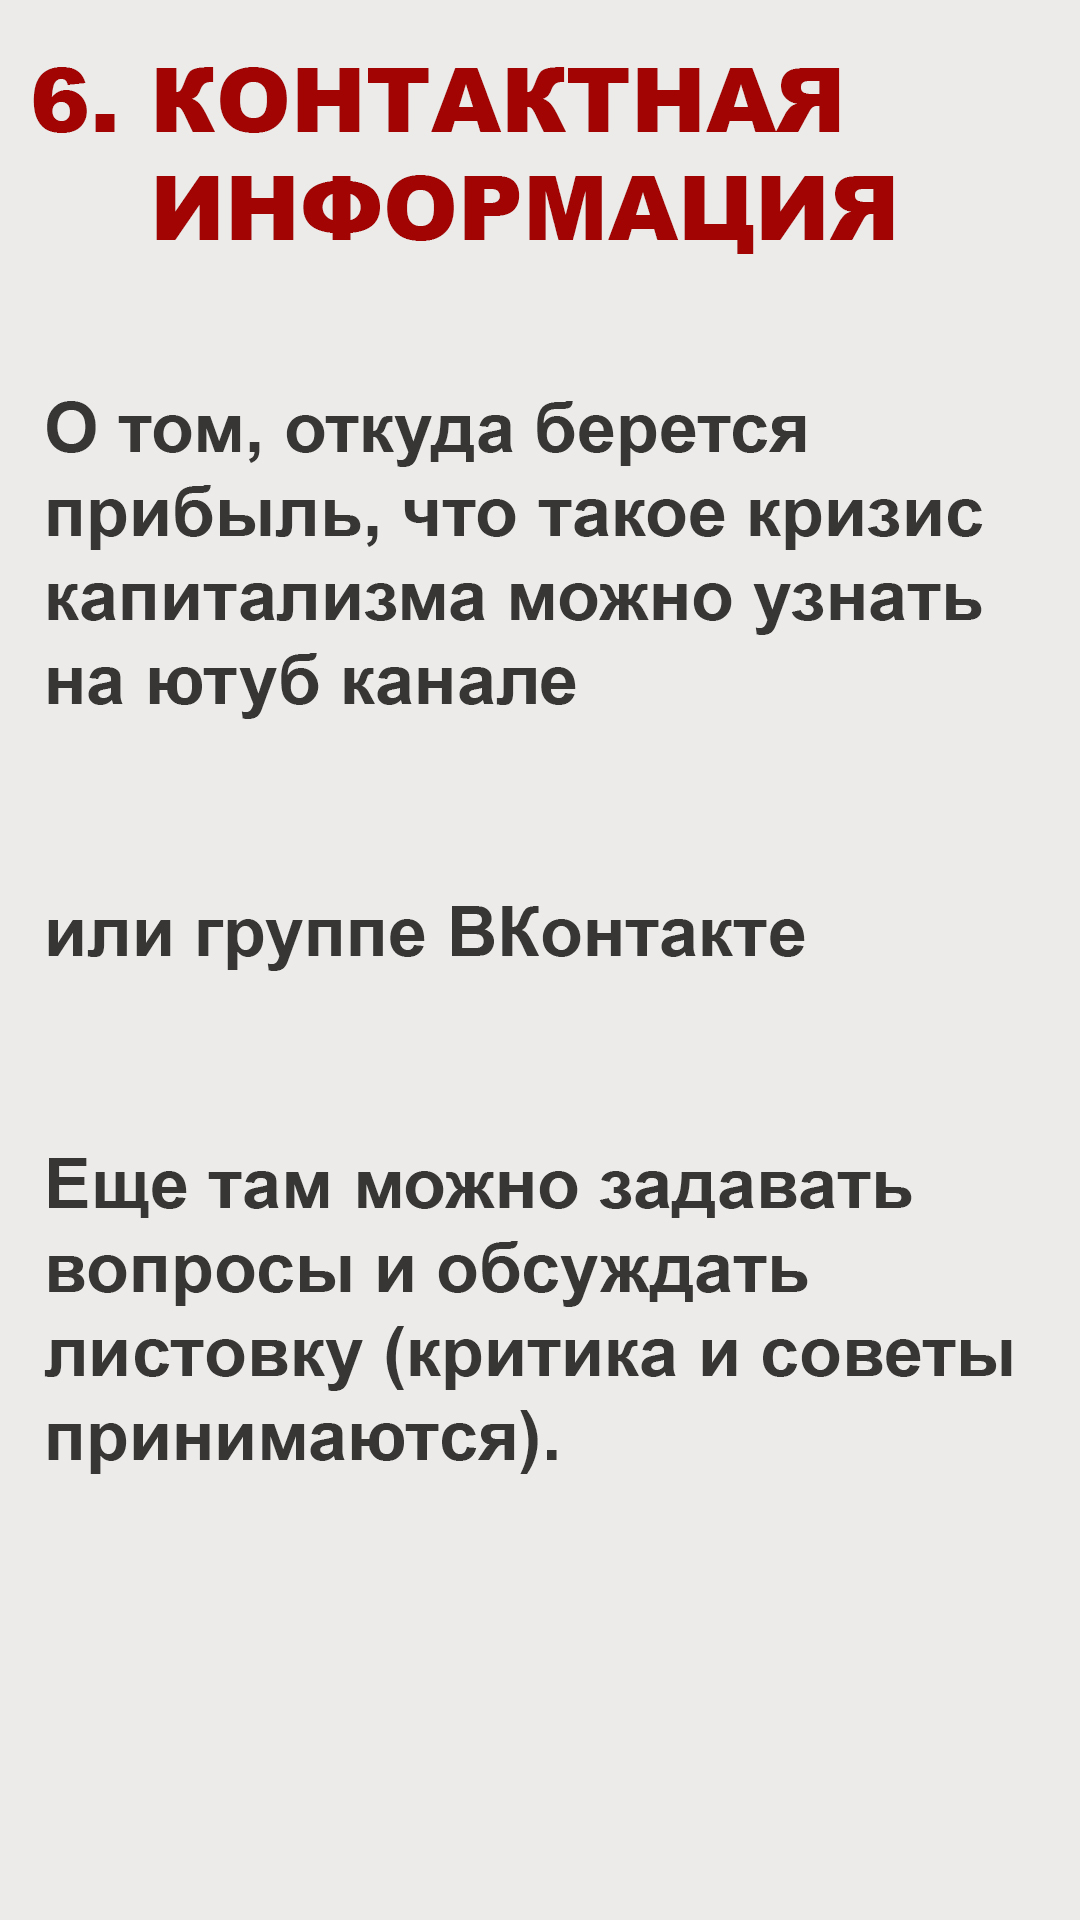 6. КОНТАКТНАЯ
ИНФОРМАЦИЯ
О том, откуда берется
прибыль, что такое кризис
капитализма можно узнать
на ютуб канале
или группе ВКонтакте
Еще там можно задавать
вопросы и обсуждать
листовку (критика и советы
принимаются).